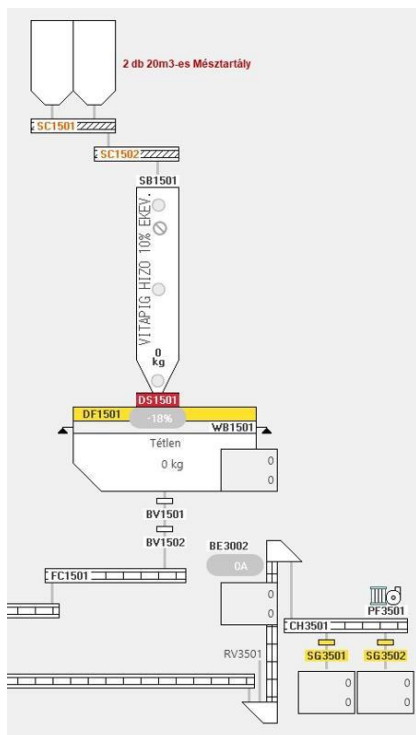 2 db 20m3-es Mésztartály
SC1501
SC1502
SB1501
VITAPIG HIZO 10% EKEV.
0
kg
DS1501
DF1501
-18%
WB1501
Tétlen
0 kg
0
0
BV1501
BV1502
BE3002
0A
FC1501
0
0
PF3501
CH3501
SG3501
SG3502
RV3501
0
0
0
0